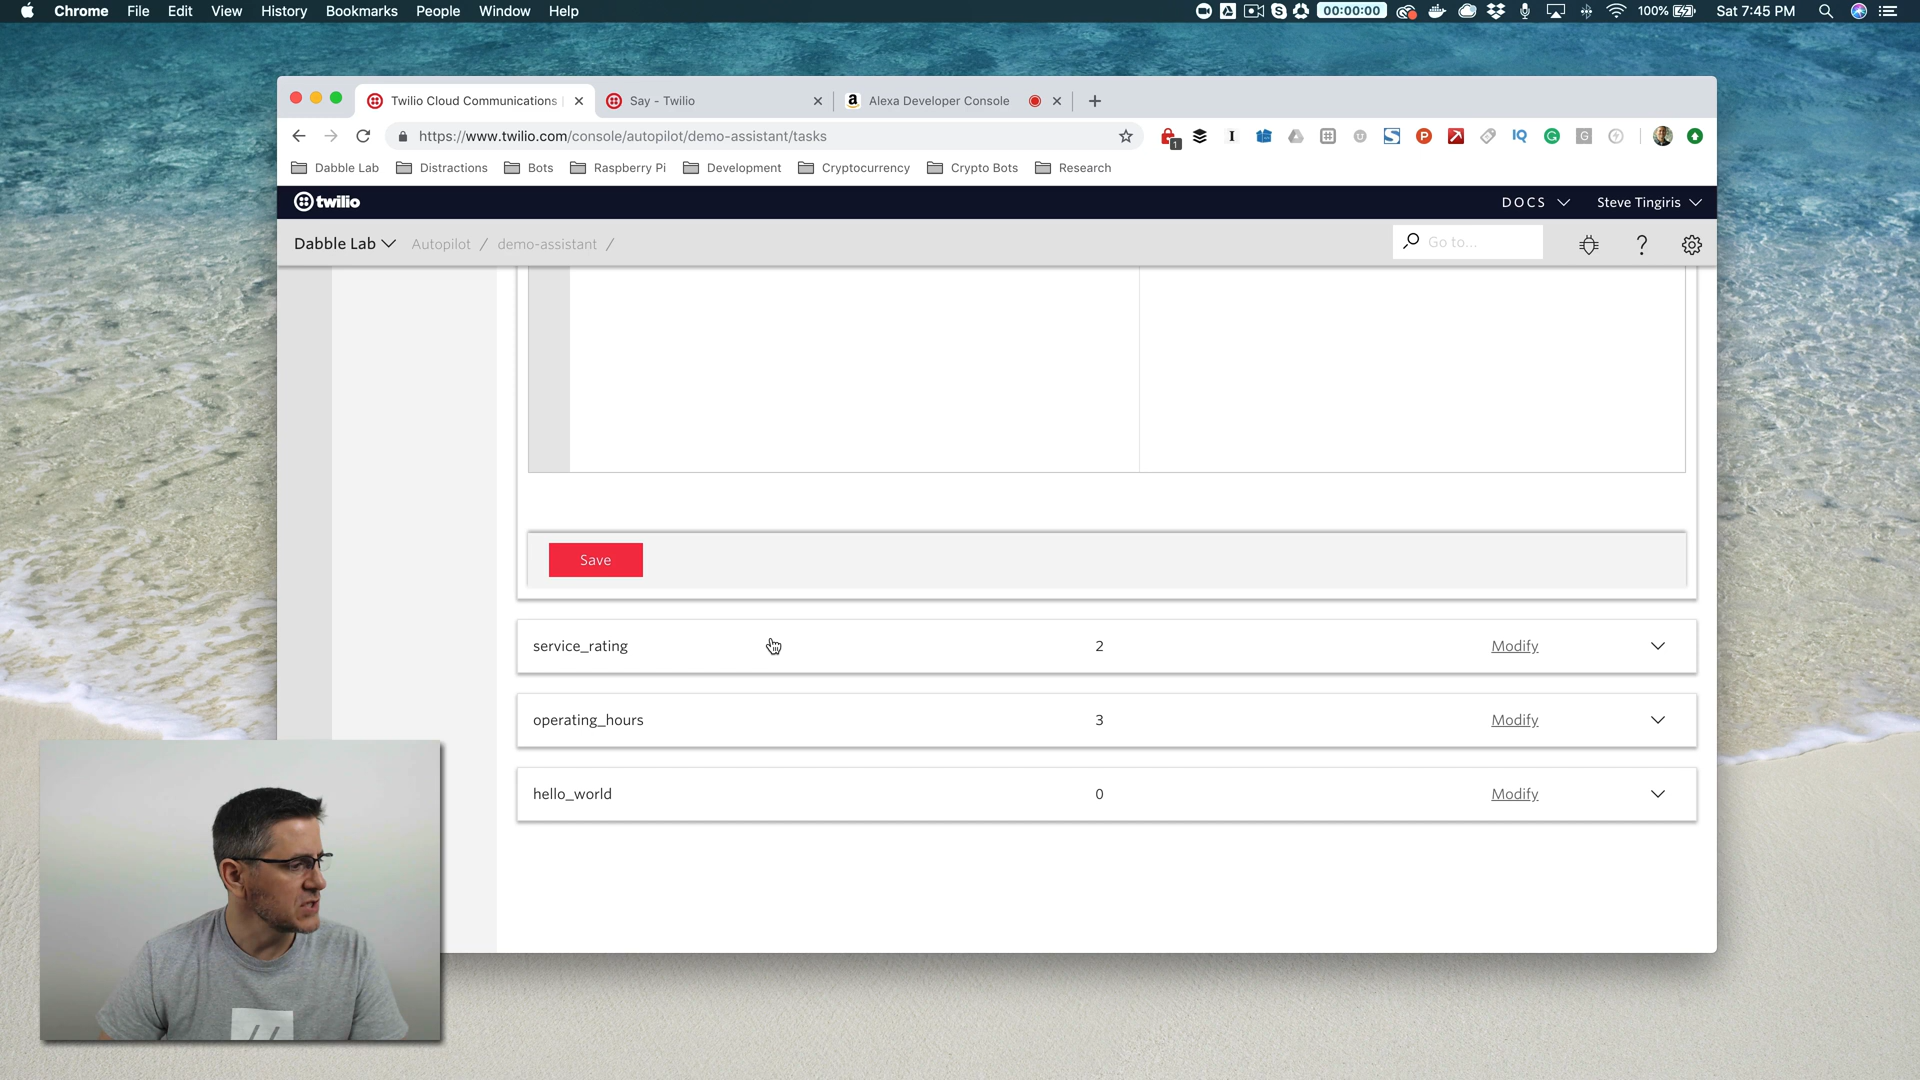 Chrome File Edit View History Bookmarks People Window Help
00:00:00 100% Sat 7:45 PM
Twilio Cloud Communications |
Say - Twilio
Alexa Developer Console
https://www.twilio.com/console/autopilot/demo-assistant/tasks
Dabble Lab Distractions Bots Raspberry Pi Development Cryptocurrency Crypto Bots Research
twilio
DOCS Steve Tingiris
Dabble Lab Autopilot / demo-assistant /
Go to...
Save
service_rating 2 Modify
operating_hours 3 Modify
hello_world 0 Modify